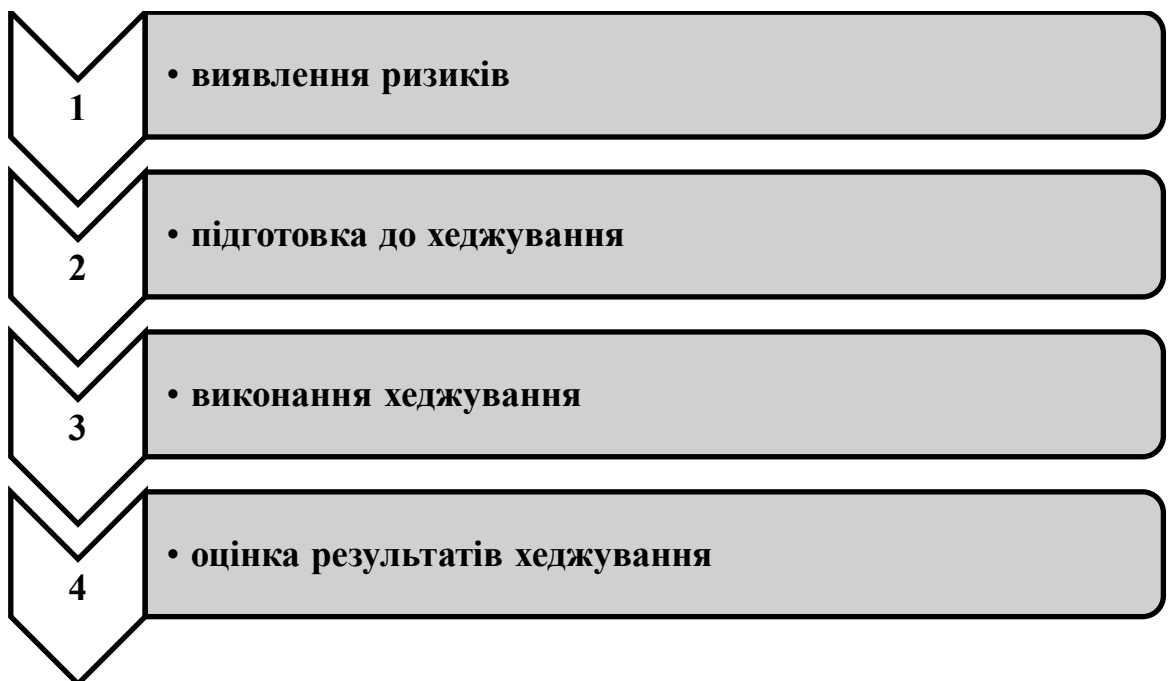 1
• виявлення ризиків
2
• підготовка до хеджування
3
• виконання хеджування
4
• оцінка результатів хеджування